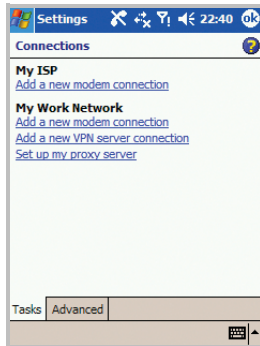 Settings 22:40 ok
Connections ?
My ISP
Add a new modem connection
My Work Network
Add a new modem connection
Add a new VPN server connection
Set up my proxy server
Tasks Advanced